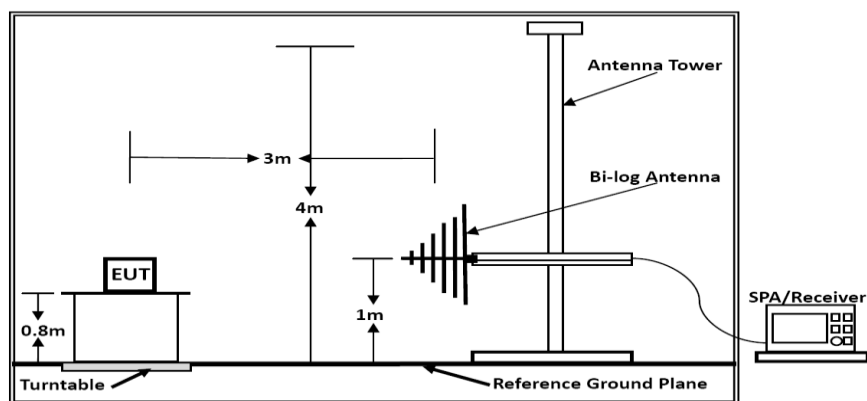 Antenna Tower
3m
Bi-log Antenna
4m
EUT
SPA/Receiver
0.8m
1m
Turntable
Reference Ground Plane